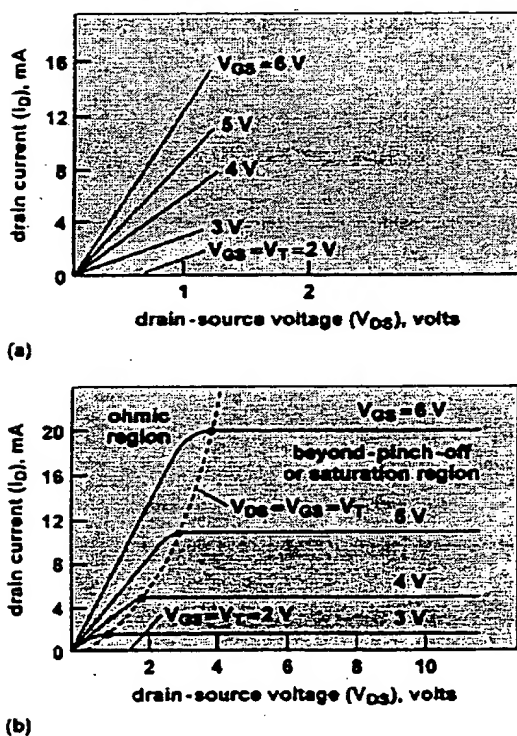 drain current (I_D), mA
16
12
8
4
0
V_GS = 6 V
5 V
4 V
3 V
V_GS = V_T = 2 V
1
2
drain-source voltage (V_DS), volts
(a)
drain current (I_D), mA
20
16
12
8
4
0
ohmic
region
V_GS = 6 V
beyond-pinch-off
or saturation region
V_DS = V_GS = V_T
5 V
4 V
V_GS = V_T = 2 V
3 V
2
4
6
8
10
drain-source voltage (V_DS), volts
(b)